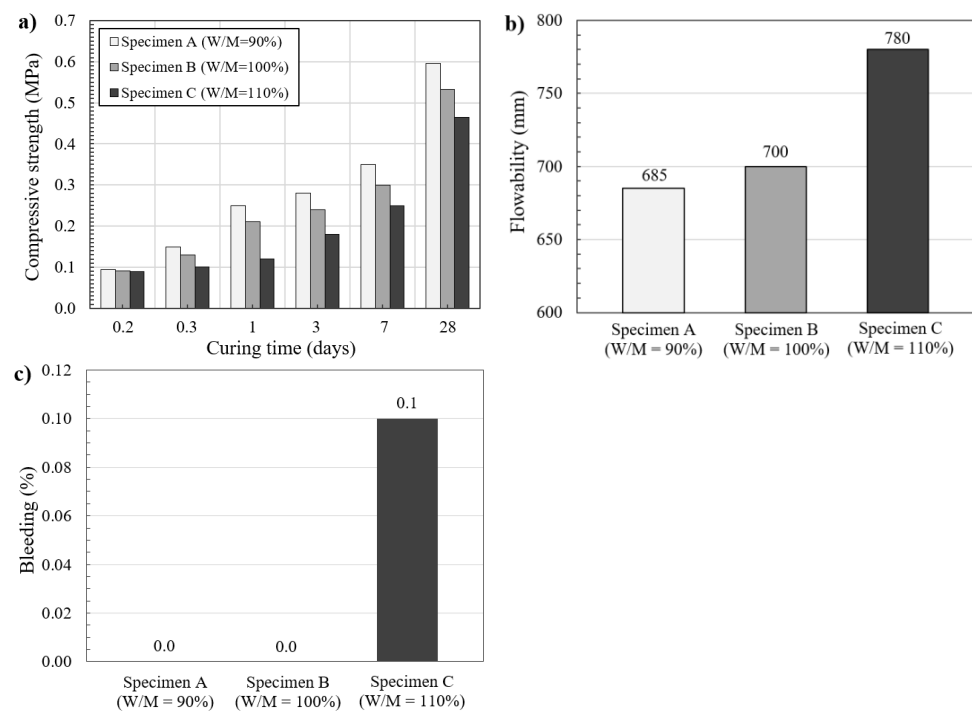 a)
0.7
0.6
0.5
0.4
0.3
0.2
0.1
0.0
Compressive strength (MPa)
Specimen A (W/M=90%)
Specimen B (W/M=100%)
Specimen C (W/M=110%)
0.2 0.3 1 3 7 28
Curing time (days)
b)
800
750
700
650
600
Flowability (mm)
685
700
780
Specimen A
(W/M = 90%)
Specimen B
(W/M = 100%)
Specimen C
(W/M = 110%)
c)
0.12
0.10
0.08
0.06
0.04
0.02
0.00
Bleeding (%)
0.0
0.0
0.1
Specimen A
(W/M = 90%)
Specimen B
(W/M = 100%)
Specimen C
(W/M = 110%)